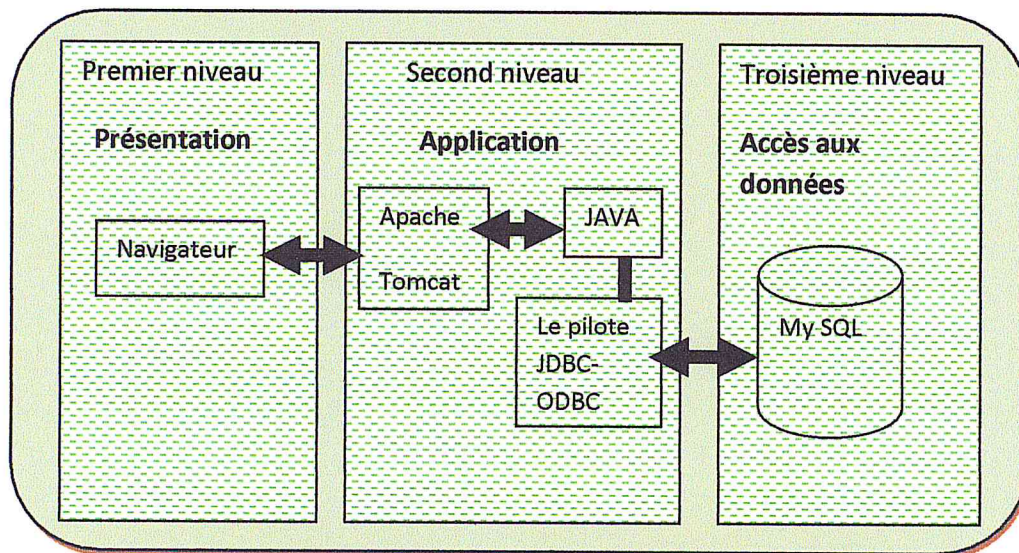 Premier niveau
Présentation
Navigateur
Second niveau
Application
Apache
Tomcat
JAVA
Le pilote
JDBC-
ODBC
Troisième niveau
Accès aux
données
My SQL